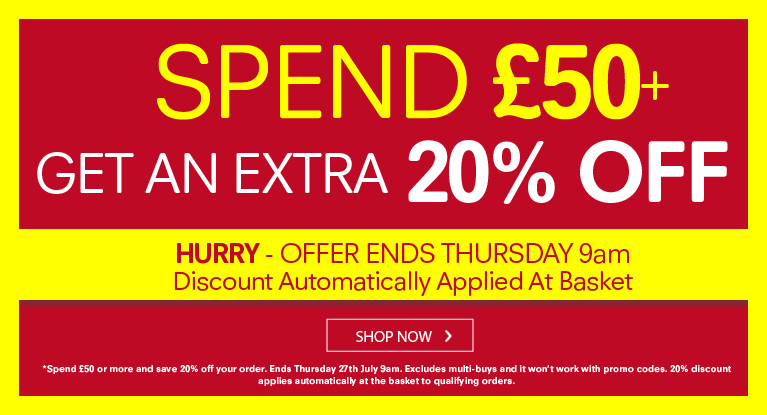 SPEND £50+
GET AN EXTRA 20% OFF
HURRY - OFFER ENDS THURSDAY 9am
Discount Automatically Applied At Basket
SHOP NOW >
*Spend £50 or more and save 20% off your order. Ends Thursday 27th July 9am. Excludes multi-buys and it won't work with promo codes. 20% discount
applies automatically at the basket to qualifying orders.